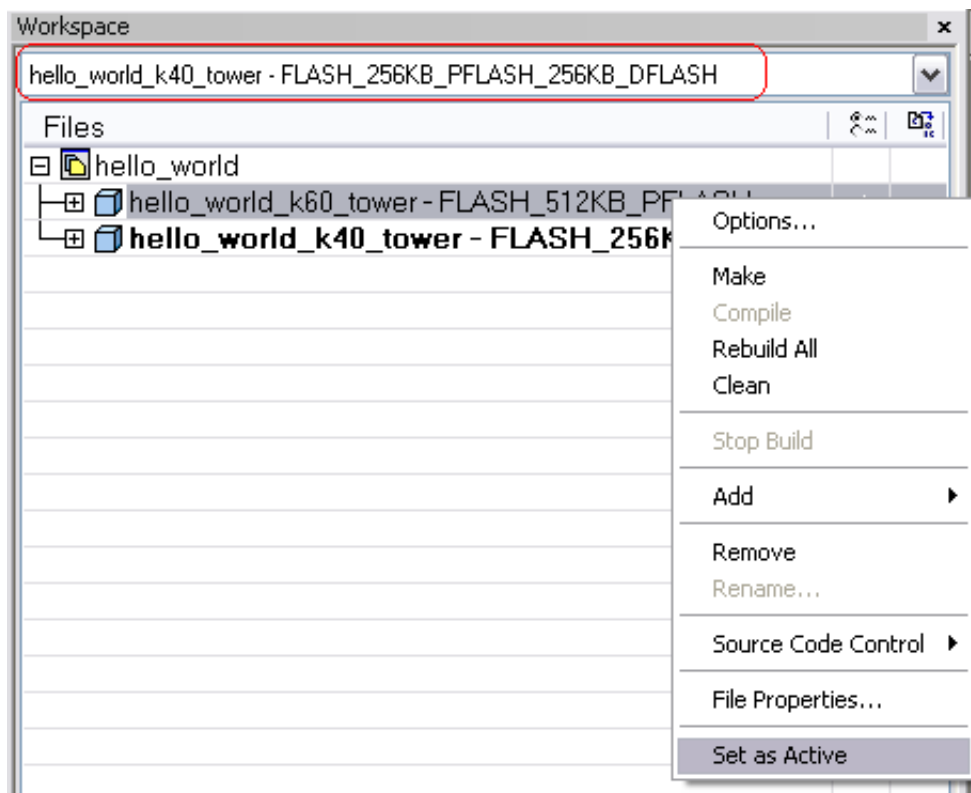 Workspace
hello_world_k40_tower - FLASH_256KB_PFLASH_256KB_DFLASH
Files
hello_world
hello_world_k60_tower - FLASH_512KB_PFLASH
hello_world_k40_tower - FLASH_256K
Options...
Make
Compile
Rebuild All
Clean
Stop Build
Add
Remove
Rename...
Source Code Control
File Properties...
Set as Active